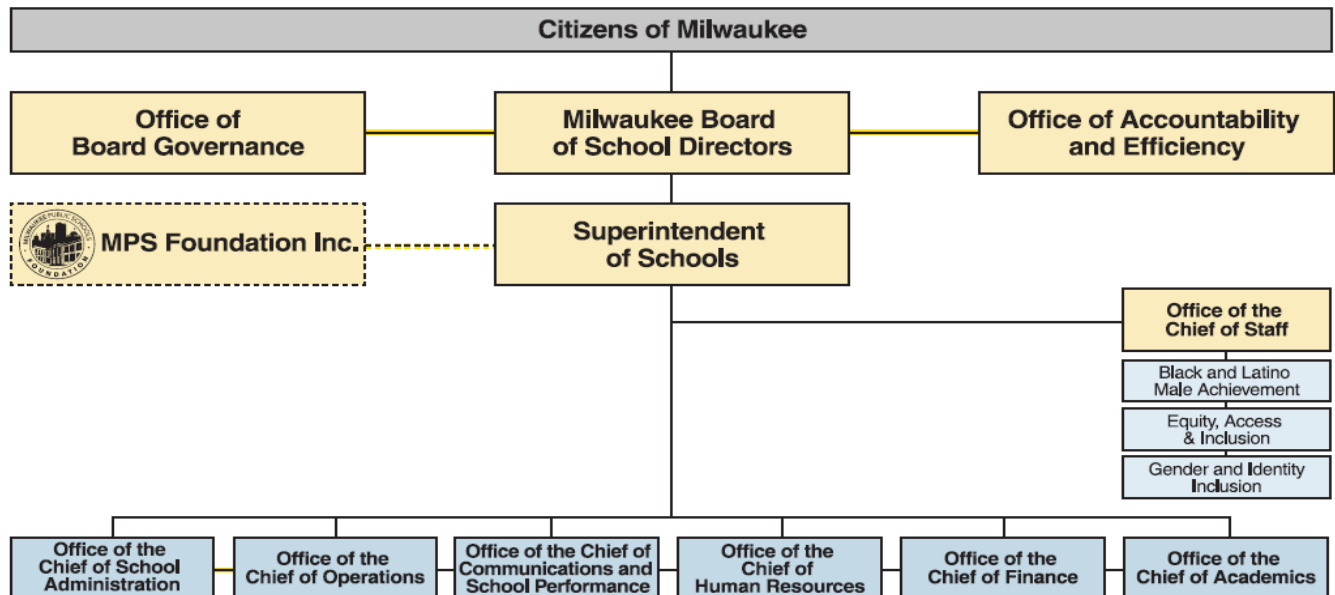 Citizens of Milwaukee
Office of
Board Governance
Milwaukee Board
of School Directors
Office of Accountability
and Efficiency
MILWAUKEE PUBLIC SCHOOLS
FOUNDATION
MPS Foundation Inc.
Superintendent
of Schools
Office of the
Chief of Staff
Black and Latino
Male Achievement
Equity, Access
& Inclusion
Gender and Identity
Inclusion
Office of the
Chief of School
Administration
Office of the
Chief of Operations
Office of the Chief of
Communications and
School Performance
Office of the
Chief of
Human Resources
Office of the
Chief of Finance
Office of the
Chief of Academics